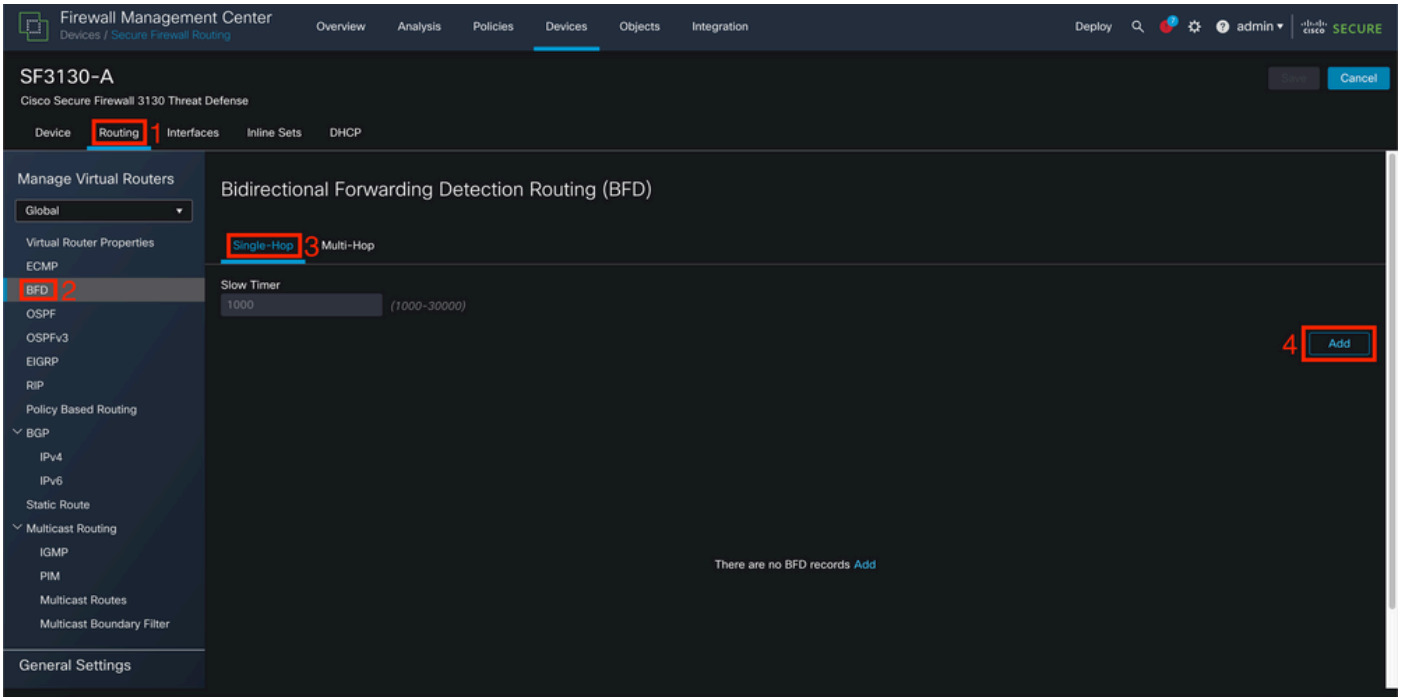 Firewall Management Center
Devices / Secure Firewall Routing
Overview Analysis Policies Devices Objects Integration Deploy admin SECURE
cisco
SF3130-A
Save Cancel
Cisco Secure Firewall 3130 Threat Defense
Device Routing 1 Interfaces Inline Sets DHCP
Manage Virtual Routers
Global
Virtual Router Properties
ECMP
BFD 2
OSPF
OSPFv3
EIGRP
RIP
Policy Based Routing
BGP
IPv4
IPv6
Static Route
Multicast Routing
IGMP
PIM
Multicast Routes
Multicast Boundary Filter
General Settings
Bidirectional Forwarding Detection Routing (BFD)
Single-Hop 3 Multi-Hop
Slow Timer
1000 (1000-30000)
4 Add
There are no BFD records Add